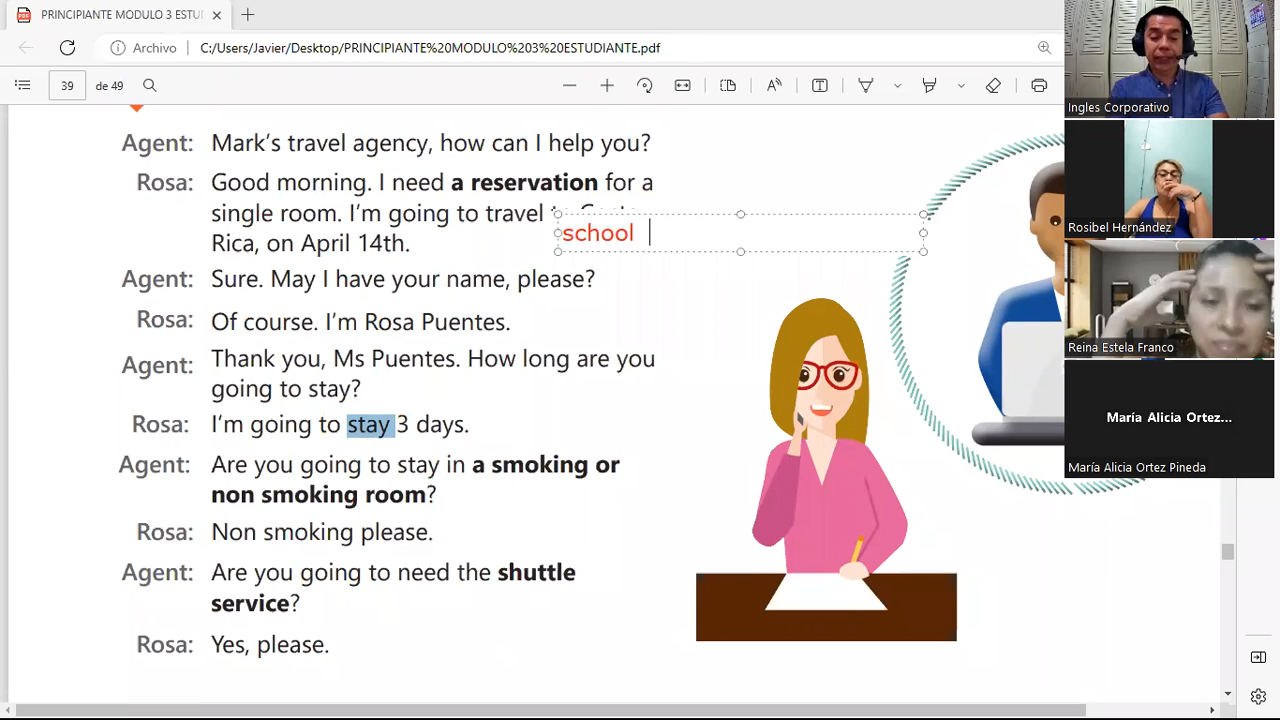 PRINCIPIANTE MODULO 3 ESTU
Archivo
C:/Users/Javier/Desktop/PRINCIPIANTE%20MODULO%203%20ESTUDIANTE.pdf
39
de 49
Agent: Mark's travel agency, how can I help you?
Rosa: Good morning. I need a reservation for a
single room. I'm going to travel
school
Rica, on April 14th.
Agent: Sure. May I have your name, please?
Rosa: Of course. I'm Rosa Puentes.
Agent: Thank you, Ms Puentes. How long are you
going to stay?
Rosa: I'm going to stay 3 days.
Agent: Are you going to stay in a smoking or
non smoking room?
Rosa: Non smoking please.
Agent: Are you going to need the shuttle
service?
Rosa: Yes, please.
Ingles Corporativo
Rosibel Hernández
Reina Estela Franco
María Alicia Ortez...
María Alicia Ortez Pineda